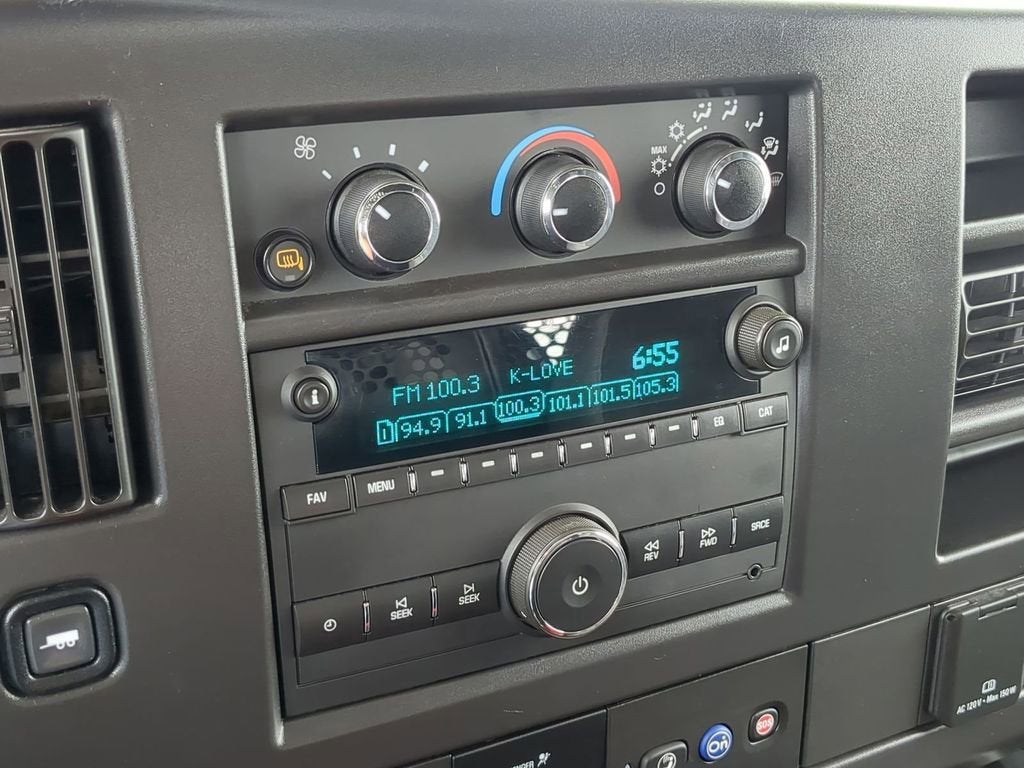 MAX
FM 100.3 K-LOVE 6:55
1 94.9 91.1 100.3 101.1 101.5 105.3
FAV MENU EQ CAT
REV FWD SRCE
SEEK SEEK
AC 120V • Max 150W
On SOS